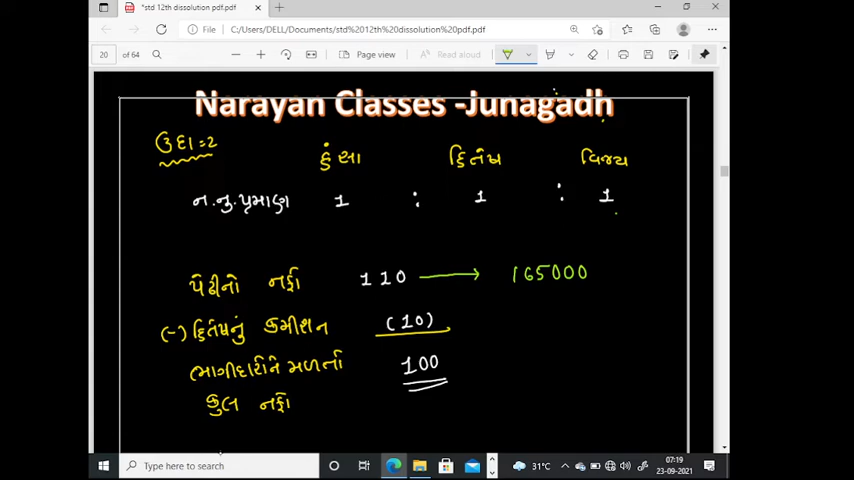 *std 12th dissolution pdf.pdf
File
C:/Users/DELL/Documents/std%2012th%20dissolution%20pdf.pdf
20 of 64
Page view
Read aloud
Narayan Classes -Junagadh
ઉદા=2
હંસા હિતેષ વિજય
ન.નુ.પ્રમાણ 1 : 1 : 1
પેઢીનો નફો 110 → 165000
(-) હિતેષનું કમીશન (10)
ભાગીદારોને મળતો 100
કુલ નફો
Type here to search
31°C
07:19
23-09-2021